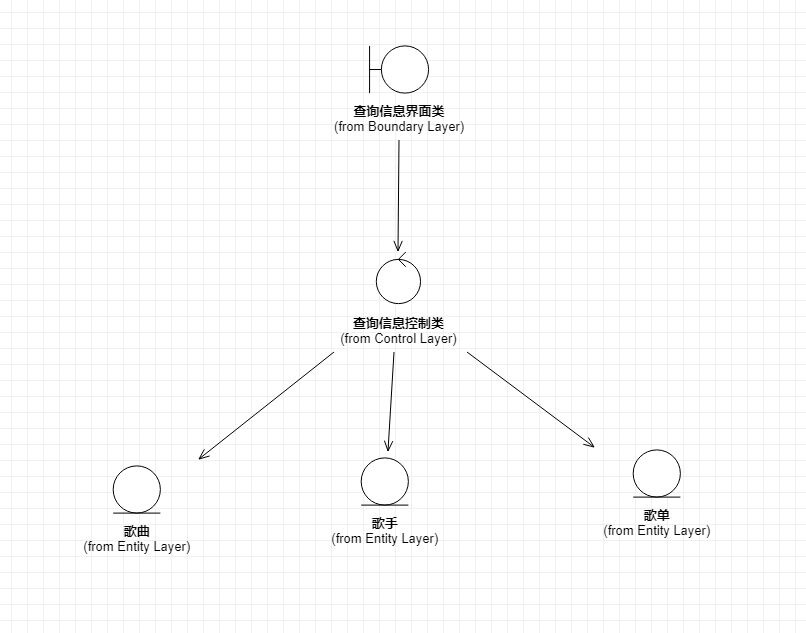 查询信息界面类
(from Boundary Layer)
查询信息控制类
(from Control Layer)
歌曲
(from Entity Layer)
歌手
(from Entity Layer)
歌单
(from Entity Layer)